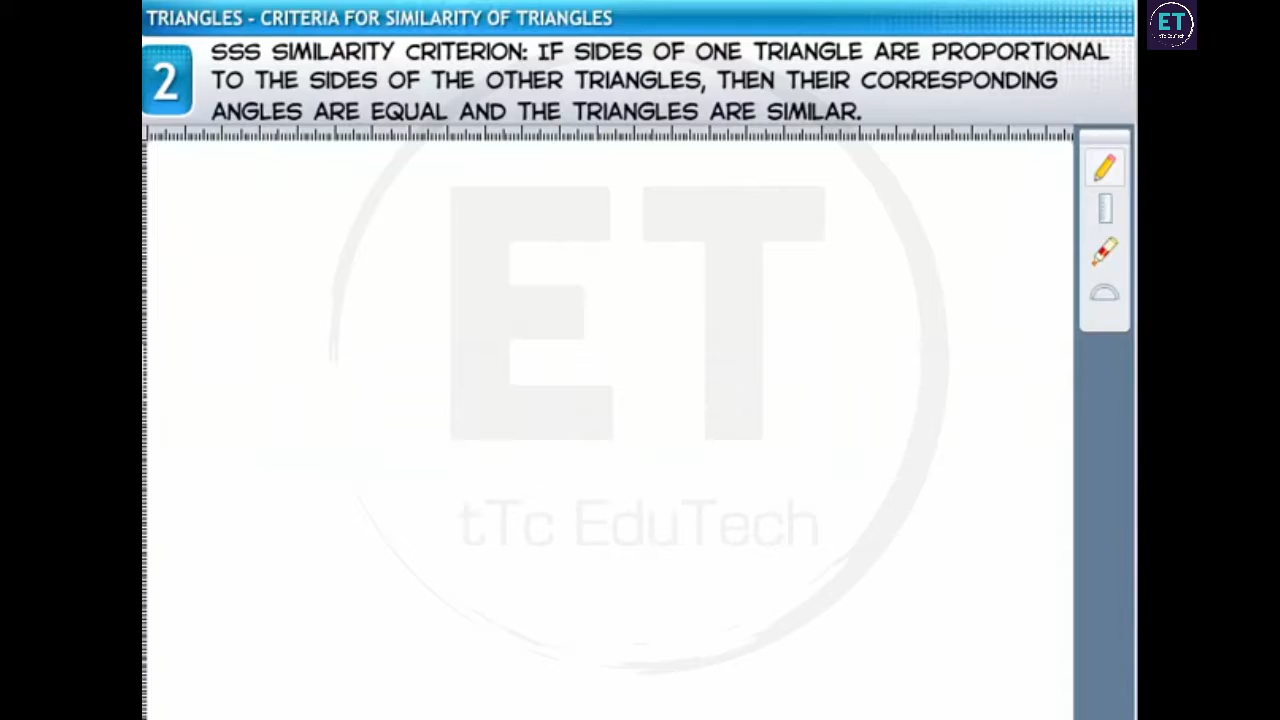 TRIANGLES - CRITERIA FOR SIMILARITY OF TRIANGLES
ET
2
SSS SIMILARITY CRITERION: IF SIDES OF ONE TRIANGLE ARE PROPORTIONAL
TO THE SIDES OF THE OTHER TRIANGLES, THEN THEIR CORRESPONDING
ANGLES ARE EQUAL AND THE TRIANGLES ARE SIMILAR.
ET
tTc EduTech